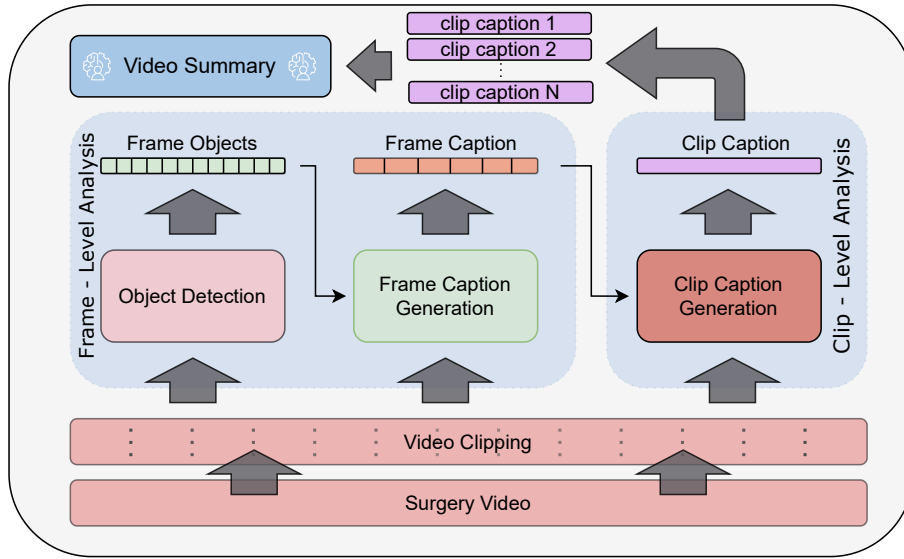 clip caption 1
clip caption 2
clip caption N
Video Summary
Frame - Level Analysis
Frame Objects
Frame Caption
Clip Caption
Clip - Level Analysis
Object Detection
Frame Caption
Generation
Clip Caption
Generation
Video Clipping
Surgery Video